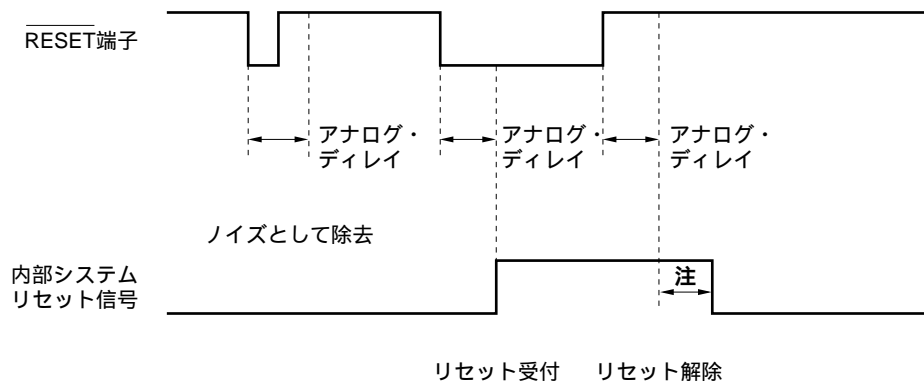 RESET端子
アナログ・
ディレイ
アナログ・
ディレイ
アナログ・
ディレイ
ノイズとして除去
内部システム
リセット信号
注
リセット受付
リセット解除